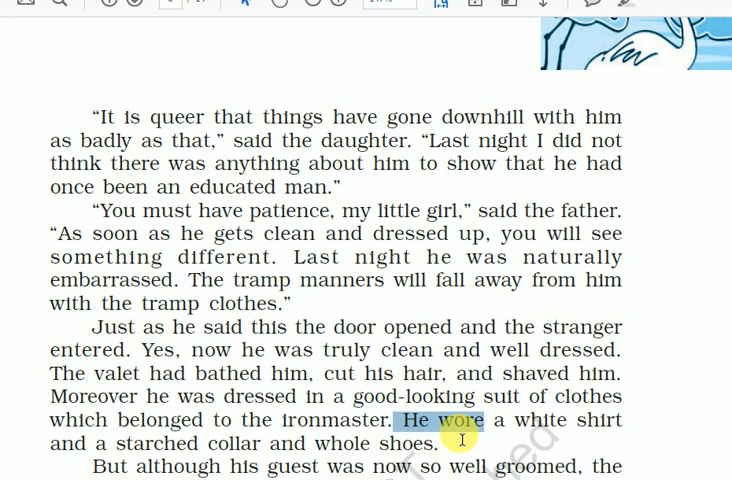 “It is queer that things have gone downhill with him
as badly as that,” said the daughter. “Last night I did not
think there was anything about him to show that he had
once been an educated man.”
“You must have patience, my little girl,” said the father.
“As soon as he gets clean and dressed up, you will see
something different. Last night he was naturally
embarrassed. The tramp manners will fall away from him
with the tramp clothes.”
Just as he said this the door opened and the stranger
entered. Yes, now he was truly clean and well dressed.
The valet had bathed him, cut his hair, and shaved him.
Moreover he was dressed in a good-looking suit of clothes
which belonged to the ironmaster. He wore a white shirt
and a starched collar and whole shoes.
But although his guest was now so well groomed, the